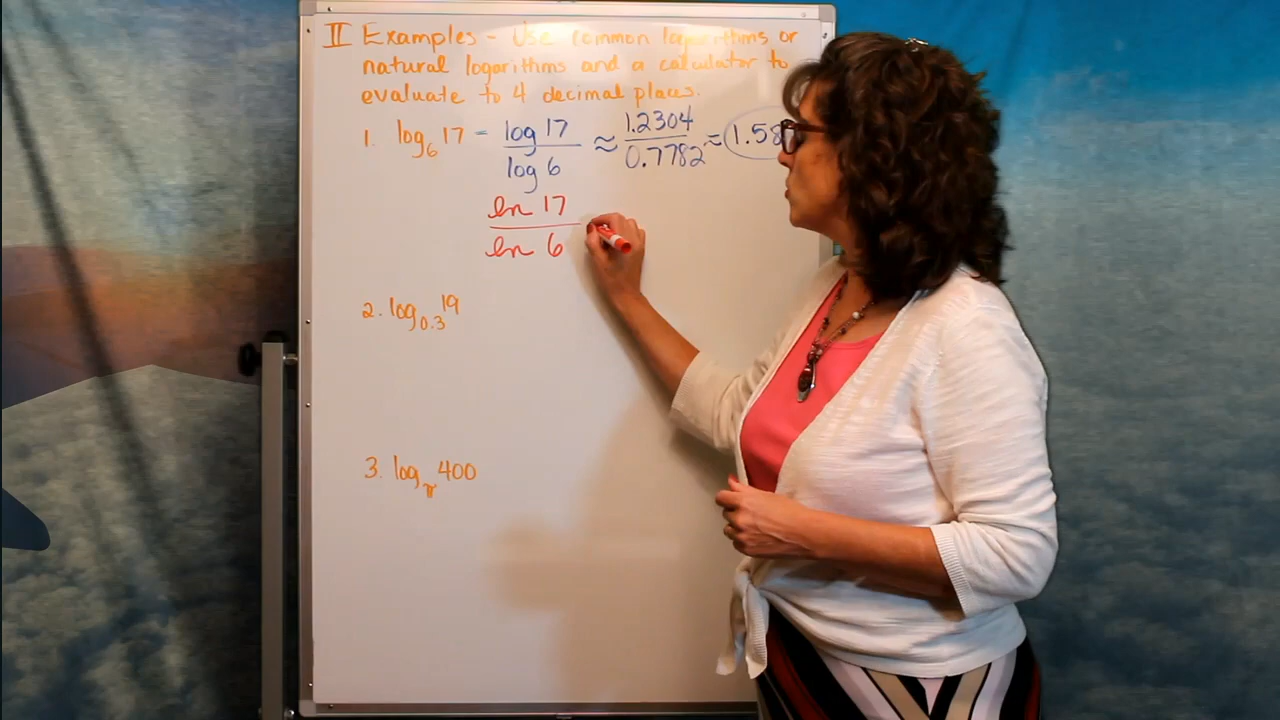 II Examples - Use common logarithms or
natural logarithms and a calculator to
evaluate to 4 decimal places.
1. log₆ 17 = log 17 / log 6 ≈ 1.2304 / 0.7782 ≈ 1.58
ln 17 / ln 6
2. log₀.₃ 19
3. log_π 400